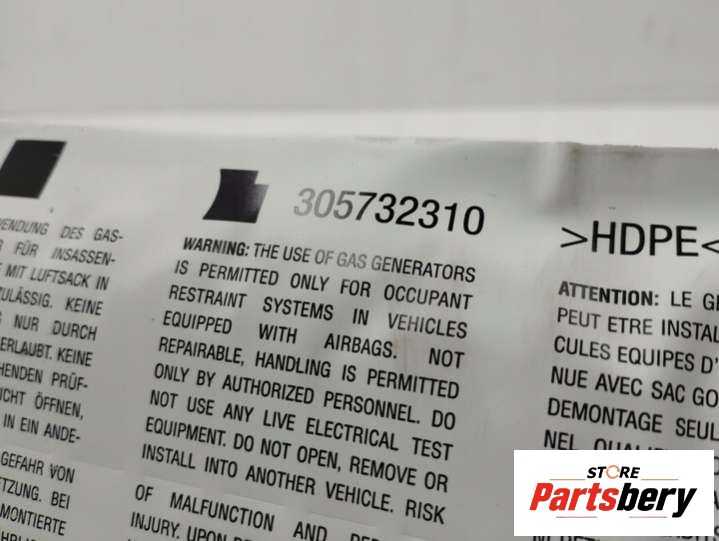 ENDUNG DES GAS-
FÜR INSASSEN-
MIT LUFTSACK IN
ZULÄSSIG. KEINE
NUR DURCH
ERLAUBT. KEINE
HENDEN PRÜF-
ICHT ÖFFNEN,
IN EIN ANDE-
GEFAHR VON
ETZUNG. BEI
MONTIERTE
305732310
WARNING: THE USE OF GAS GENERATORS
IS PERMITTED ONLY FOR OCCUPANT
RESTRAINT SYSTEMS IN VEHICLES
EQUIPPED WITH AIRBAGS. NOT
REPAIRABLE, HANDLING IS PERMITTED
ONLY BY AUTHORIZED PERSONNEL. DO
NOT USE ANY LIVE ELECTRICAL TEST
EQUIPMENT. DO NOT OPEN, REMOVE OR
INSTALL INTO ANOTHER VEHICLE. RISK
OF MALFUNCTION AND
INJURY. UPON
>HDPE<
ATTENTION: LE
PEUT ETRE INSTAL
CULES EQUIPES D'
NUE AVEC SAC GO
DEMONTAGE SEUL
NEL
STORE
Partsbery